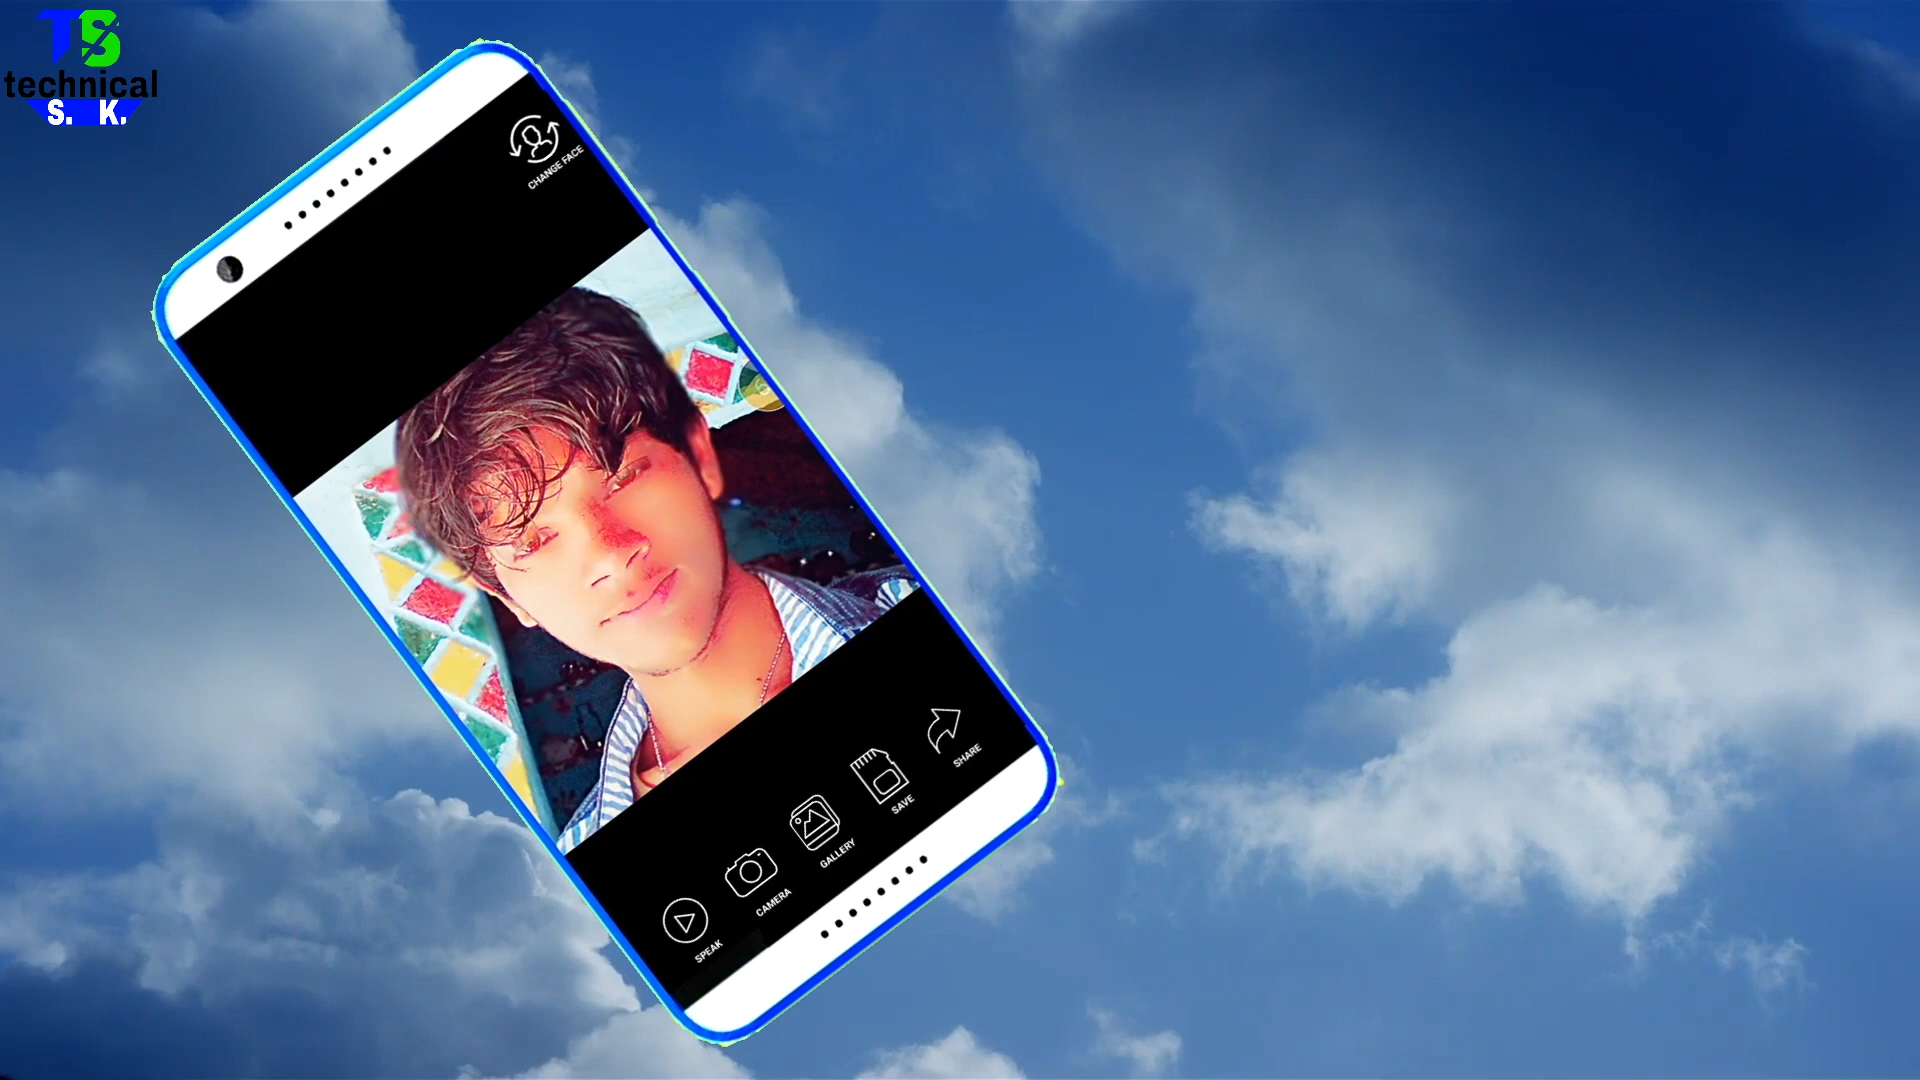 TS
technical
S. K.
CHANGE FACE
SPEAK
CAMERA
GALLERY
SAVE
SHARE